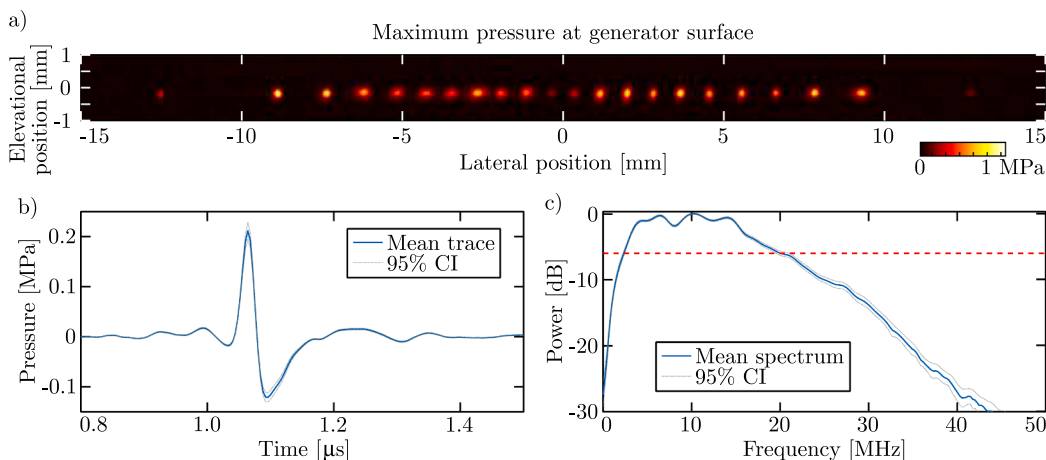 a)
Maximum pressure at generator surface
Elevational
position [mm]
1
0
-1
-15 -10 -5 0 5 10 15
Lateral position [mm]
0 1 MPa
b)
Pressure [MPa]
0.2
0.1
0
-0.1
Mean trace
95% CI
0.8 1.0 1.2 1.4
Time [µs]
c)
Power [dB]
0
-10
-20
-30
Mean spectrum
95% CI
0 10 20 30 40 50
Frequency [MHz]